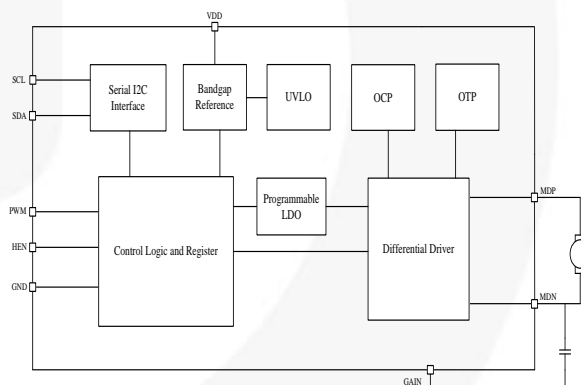 VDD
SCL
SDA
Serial I2C
Interface
Bandgap
Reference
UVLO
OCP
OTP
PWM
HEN
GND
Control Logic and Register
Programmable
LDO
Differential Driver
MDP
MDN
GAIN